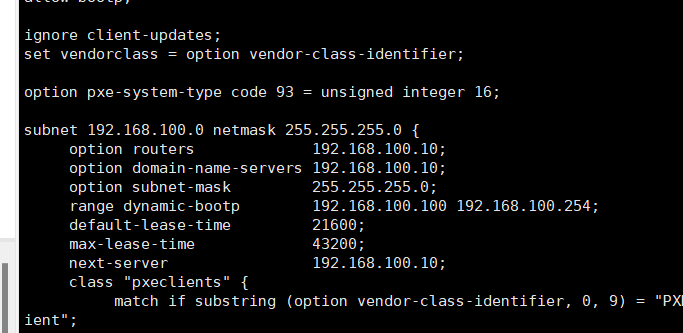 allow bootp;
ignore client-updates;
set vendorclass = option vendor-class-identifier;
option pxe-system-type code 93 = unsigned integer 16;
subnet 192.168.100.0 netmask 255.255.255.0 {
option routers 192.168.100.10;
option domain-name-servers 192.168.100.10;
option subnet-mask 255.255.255.0;
range dynamic-bootp 192.168.100.100 192.168.100.254;
default-lease-time 21600;
max-lease-time 43200;
next-server 192.168.100.10;
class "pxeclients" {
match if substring (option vendor-class-identifier, 0, 9) = "PX
ient";